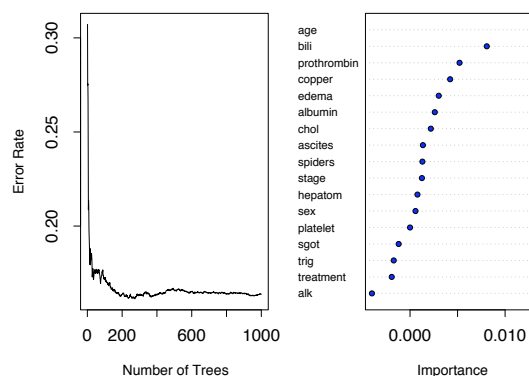 0.30
0.25
0.20
Error Rate
0 200 600 1000
Number of Trees
age
bili
prothrombin
copper
edema
albumin
chol
ascites
spiders
stage
hepatom
sex
platelet
sgot
trig
treatment
alk
0.000 0.010
Importance